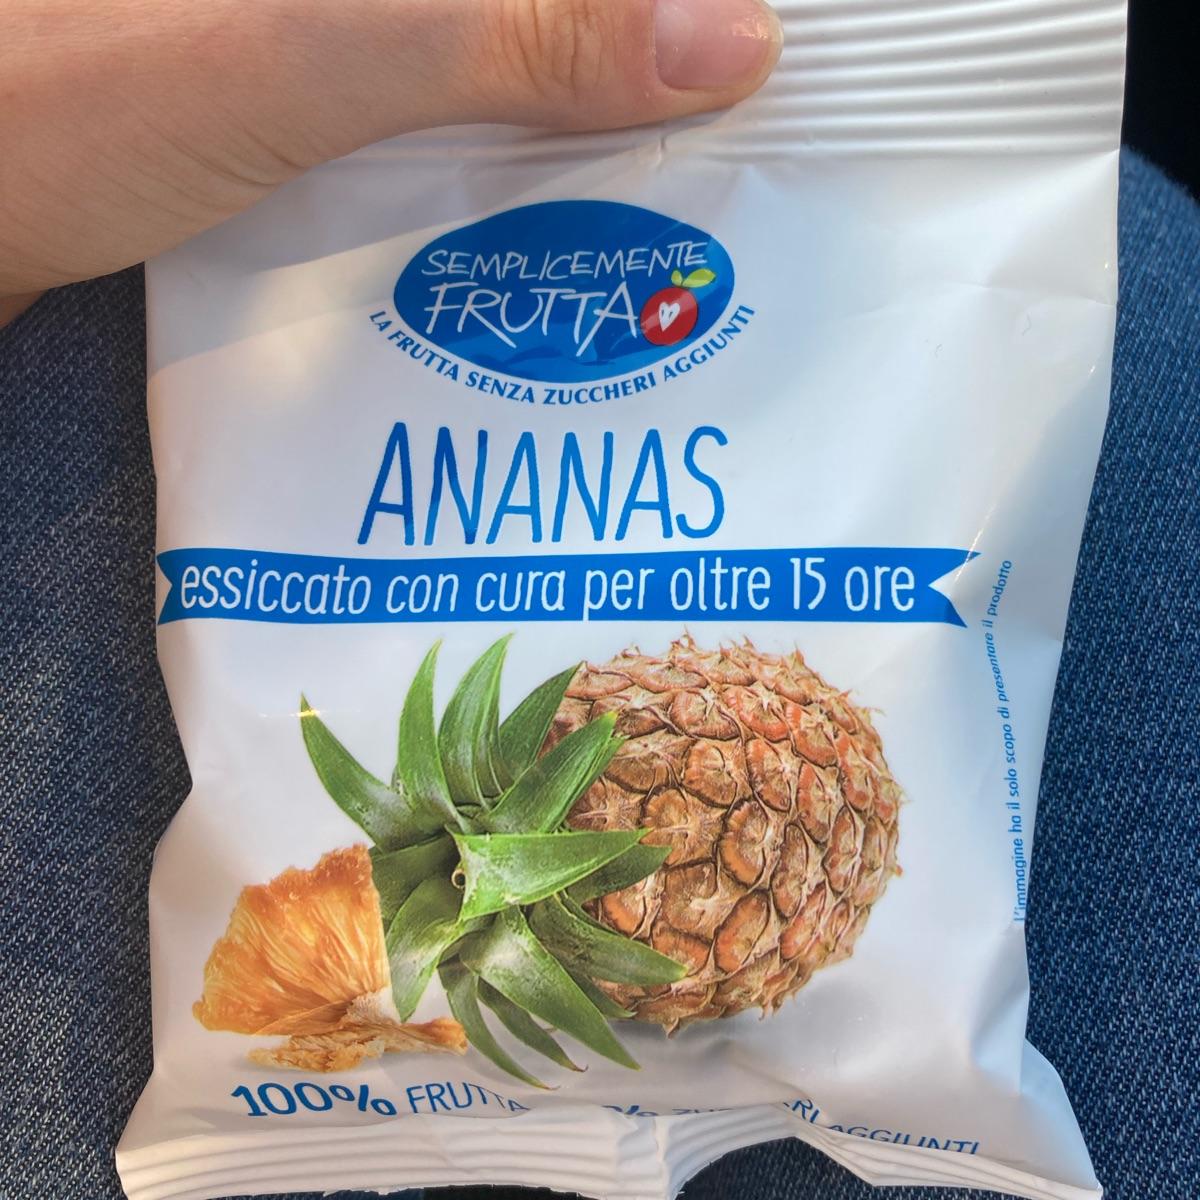 SEMPLICEMENTE
FRUTTA
LA FRUTTA SENZA ZUCCHERI AGGIUNTI
ANANAS
essiccato con cura per oltre 15 ore
l'immagine ha il solo scopo di presentare il prodotto
100% FRUTTA AGGIUNTI